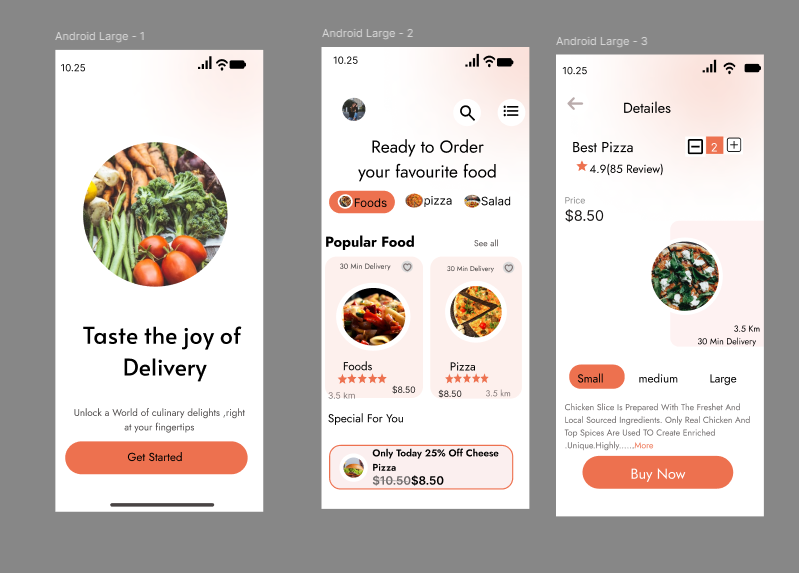 Android Large - 1
10.25
Taste the joy of
Delivery
Unlock a World of culinary delights ,right
at your fingertips
Get Started
Android Large - 2
10.25
Ready to Order
your favourite food
Foods
pizza
Salad
Popular Food
See all
30 Min Delivery
Foods
3.5 km
$8.50
30 Min Delivery
Pizza
$8.50
3.5 km
Special For You
Only Today 25% Off Cheese
Pizza
$10.50$8.50
Android Large - 3
10.25
Detailes
Best Pizza
2
4.9(85 Review)
Price
$8.50
3.5 Km
30 Min Delivery
Small
medium
Large
Chicken Slice Is Prepared With The Freshet And
Local Sourced Ingredients. Only Real Chicken And
Top Spices Are Used TO Create Enriched
.Unique.Highly.....More
Buy Now